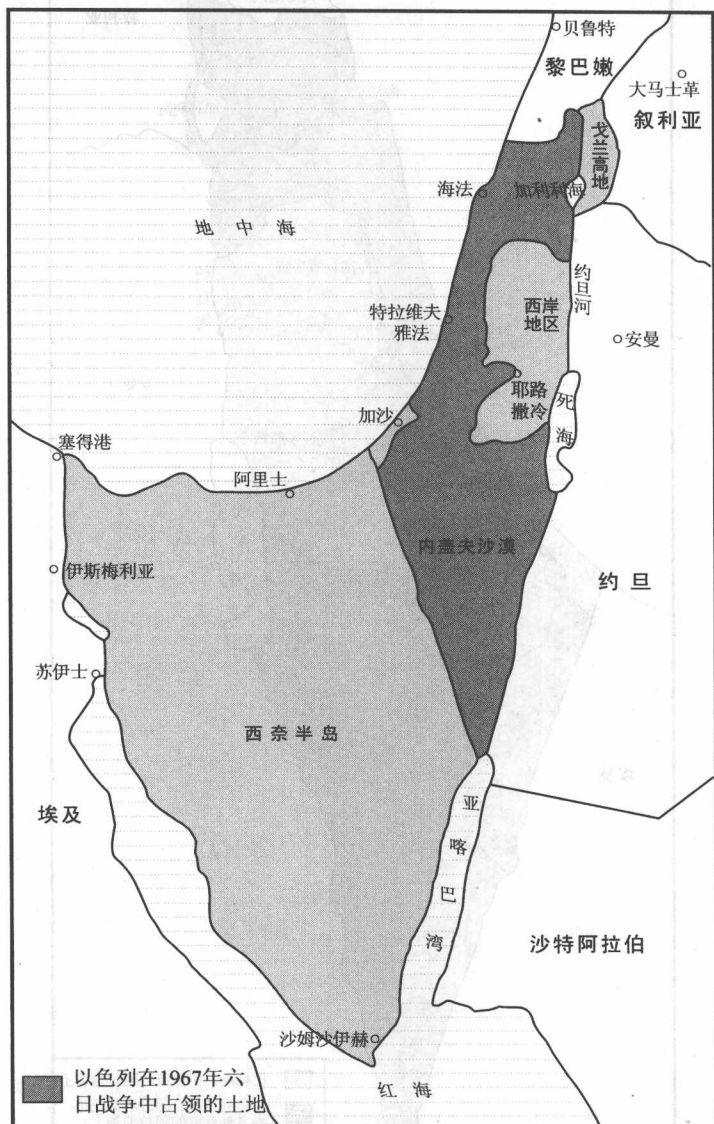 贝鲁特
黎巴嫩
大马士革
叙利亚
戈兰高地
海法
加利利海
地中海
约旦河
特拉维夫
雅法
西岸
地区
安曼
耶路
撒冷
死海
加沙
塞得港
阿里士
内盖夫沙漠
伊斯梅利亚
约旦
苏伊士
西奈半岛
埃及
亚喀巴湾
沙特阿拉伯
沙姆沙伊赫
红海
以色列在1967年六
日战争中占领的土地